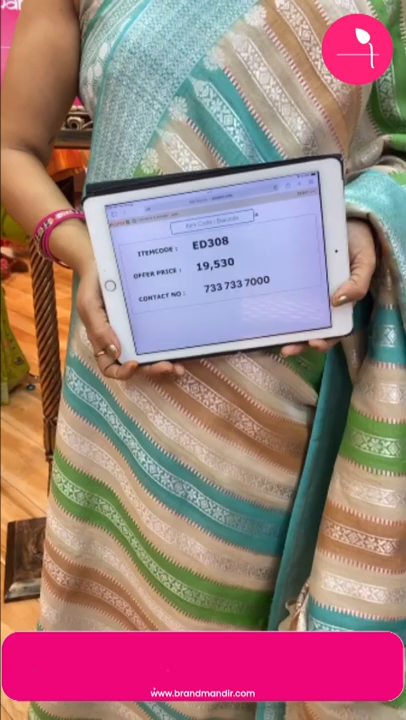 ITEMCODE : ED308
OFFER PRICE : 19,530
CONTACT NO : 733 733 7000
www.brandmandir.com